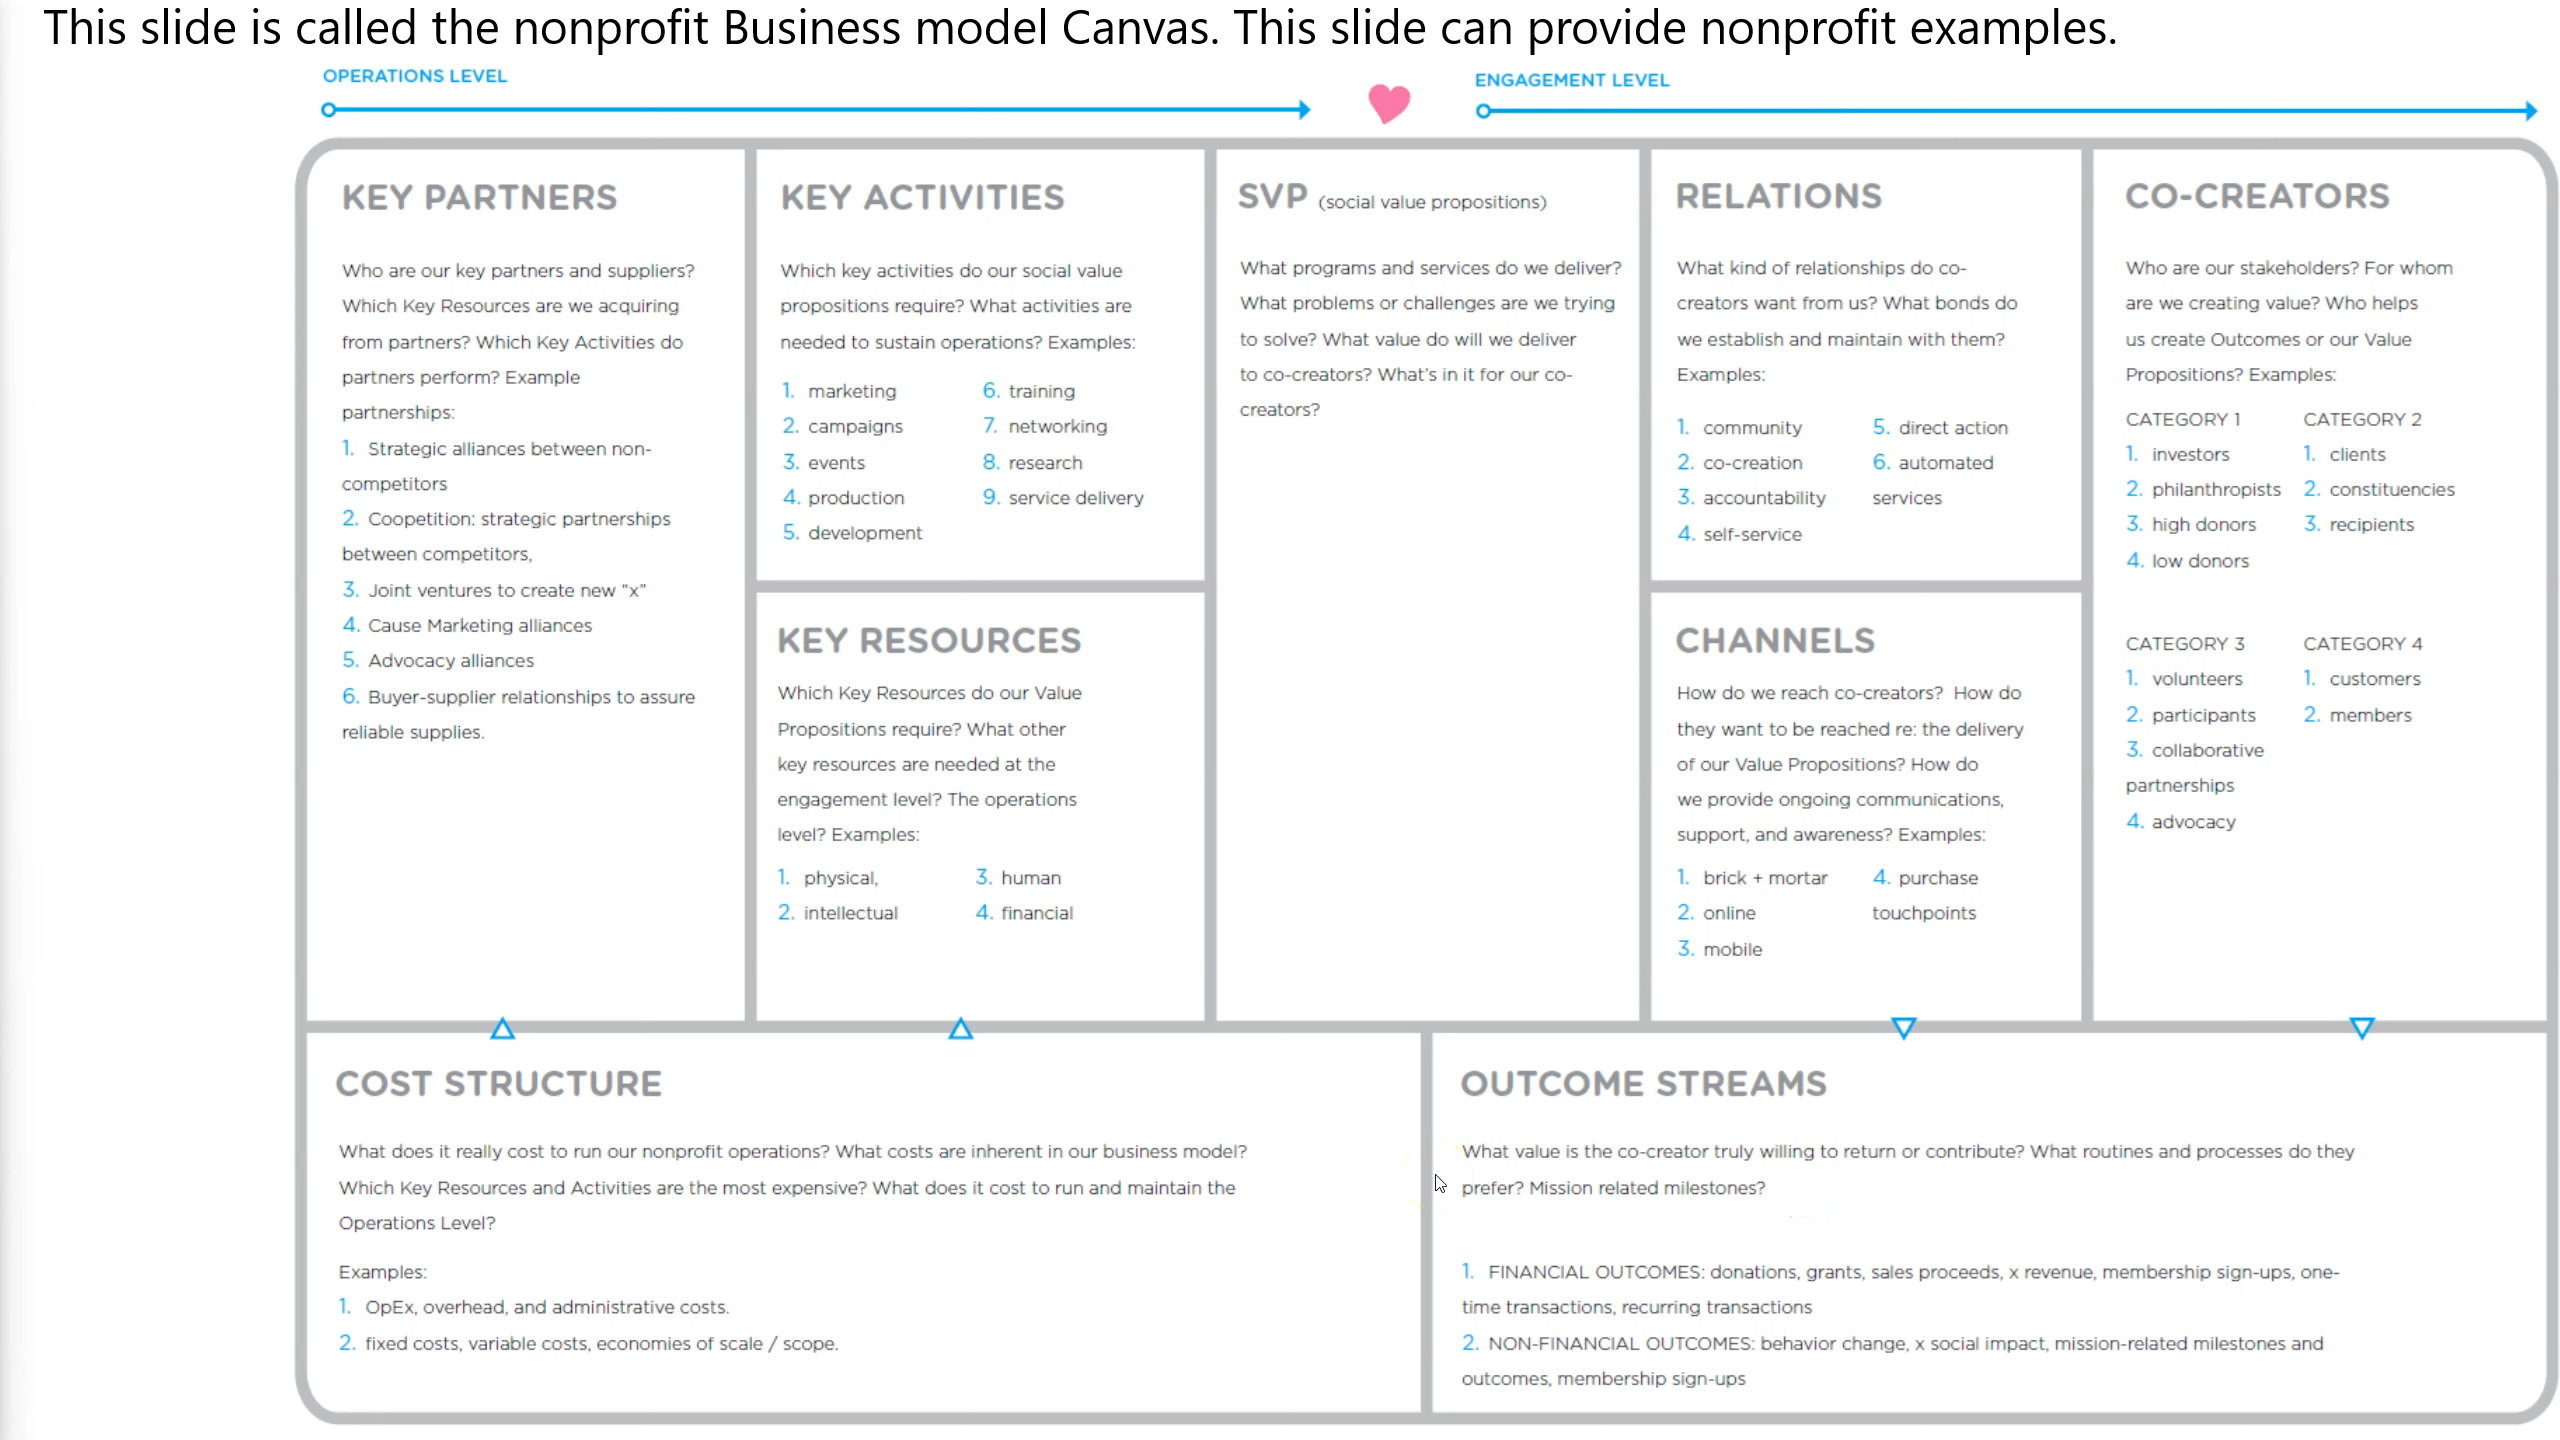 This slide is called the nonprofit Business model Canvas. This slide can provide nonprofit examples.
OPERATIONS LEVEL
ENGAGEMENT LEVEL
KEY PARTNERS
Who are our key partners and suppliers?
Which Key Resources are we acquiring
from partners? Which Key Activities do
partners perform? Example
partnerships:
1. Strategic alliances between non-
competitors
2. Coopetition: strategic partnerships
between competitors,
3. Joint ventures to create new “x”
4. Cause Marketing alliances
5. Advocacy alliances
6. Buyer-supplier relationships to assure
reliable supplies.
KEY ACTIVITIES
Which key activities do our social value
propositions require? What activities are
needed to sustain operations? Examples:
1. marketing
2. campaigns
3. events
4. production
5. development
6. training
7. networking
8. research
9. service delivery
KEY RESOURCES
Which Key Resources do our Value
Propositions require? What other
key resources are needed at the
engagement level? The operations
level? Examples:
1. physical,
2. intellectual
3. human
4. financial
SVP (social value propositions)
What programs and services do we deliver?
What problems or challenges are we trying
to solve? What value do will we deliver
to co-creators? What’s in it for our co-
creators?
RELATIONS
What kind of relationships do co-
creators want from us? What bonds do
we establish and maintain with them?
Examples:
1. community
2. co-creation
3. accountability
4. self-service
5. direct action
6. automated
services
CHANNELS
How do we reach co-creators? How do
they want to be reached re: the delivery
of our Value Propositions? How do
we provide ongoing communications,
support, and awareness? Examples:
1. brick + mortar
2. online
3. mobile
4. purchase
touchpoints
CO-CREATORS
Who are our stakeholders? For whom
are we creating value? Who helps
us create Outcomes or our Value
Propositions? Examples:
CATEGORY 1
1. investors
2. philanthropists
3. high donors
4. low donors
CATEGORY 2
1. clients
2. constituencies
3. recipients
CATEGORY 3
1. volunteers
2. participants
3. collaborative
partnerships
4. advocacy
CATEGORY 4
1. customers
2. members
COST STRUCTURE
What does it really cost to run our nonprofit operations? What costs are inherent in our business model?
Which Key Resources and Activities are the most expensive? What does it cost to run and maintain the
Operations Level?
Examples:
1. OpEx, overhead, and administrative costs.
2. fixed costs, variable costs, economies of scale / scope.
OUTCOME STREAMS
What value is the co-creator truly willing to return or contribute? What routines and processes do they
prefer? Mission related milestones?
1. FINANCIAL OUTCOMES: donations, grants, sales proceeds, x revenue, membership sign-ups, one-
time transactions, recurring transactions
2. NON-FINANCIAL OUTCOMES: behavior change, x social impact, mission-related milestones and
outcomes, membership sign-ups